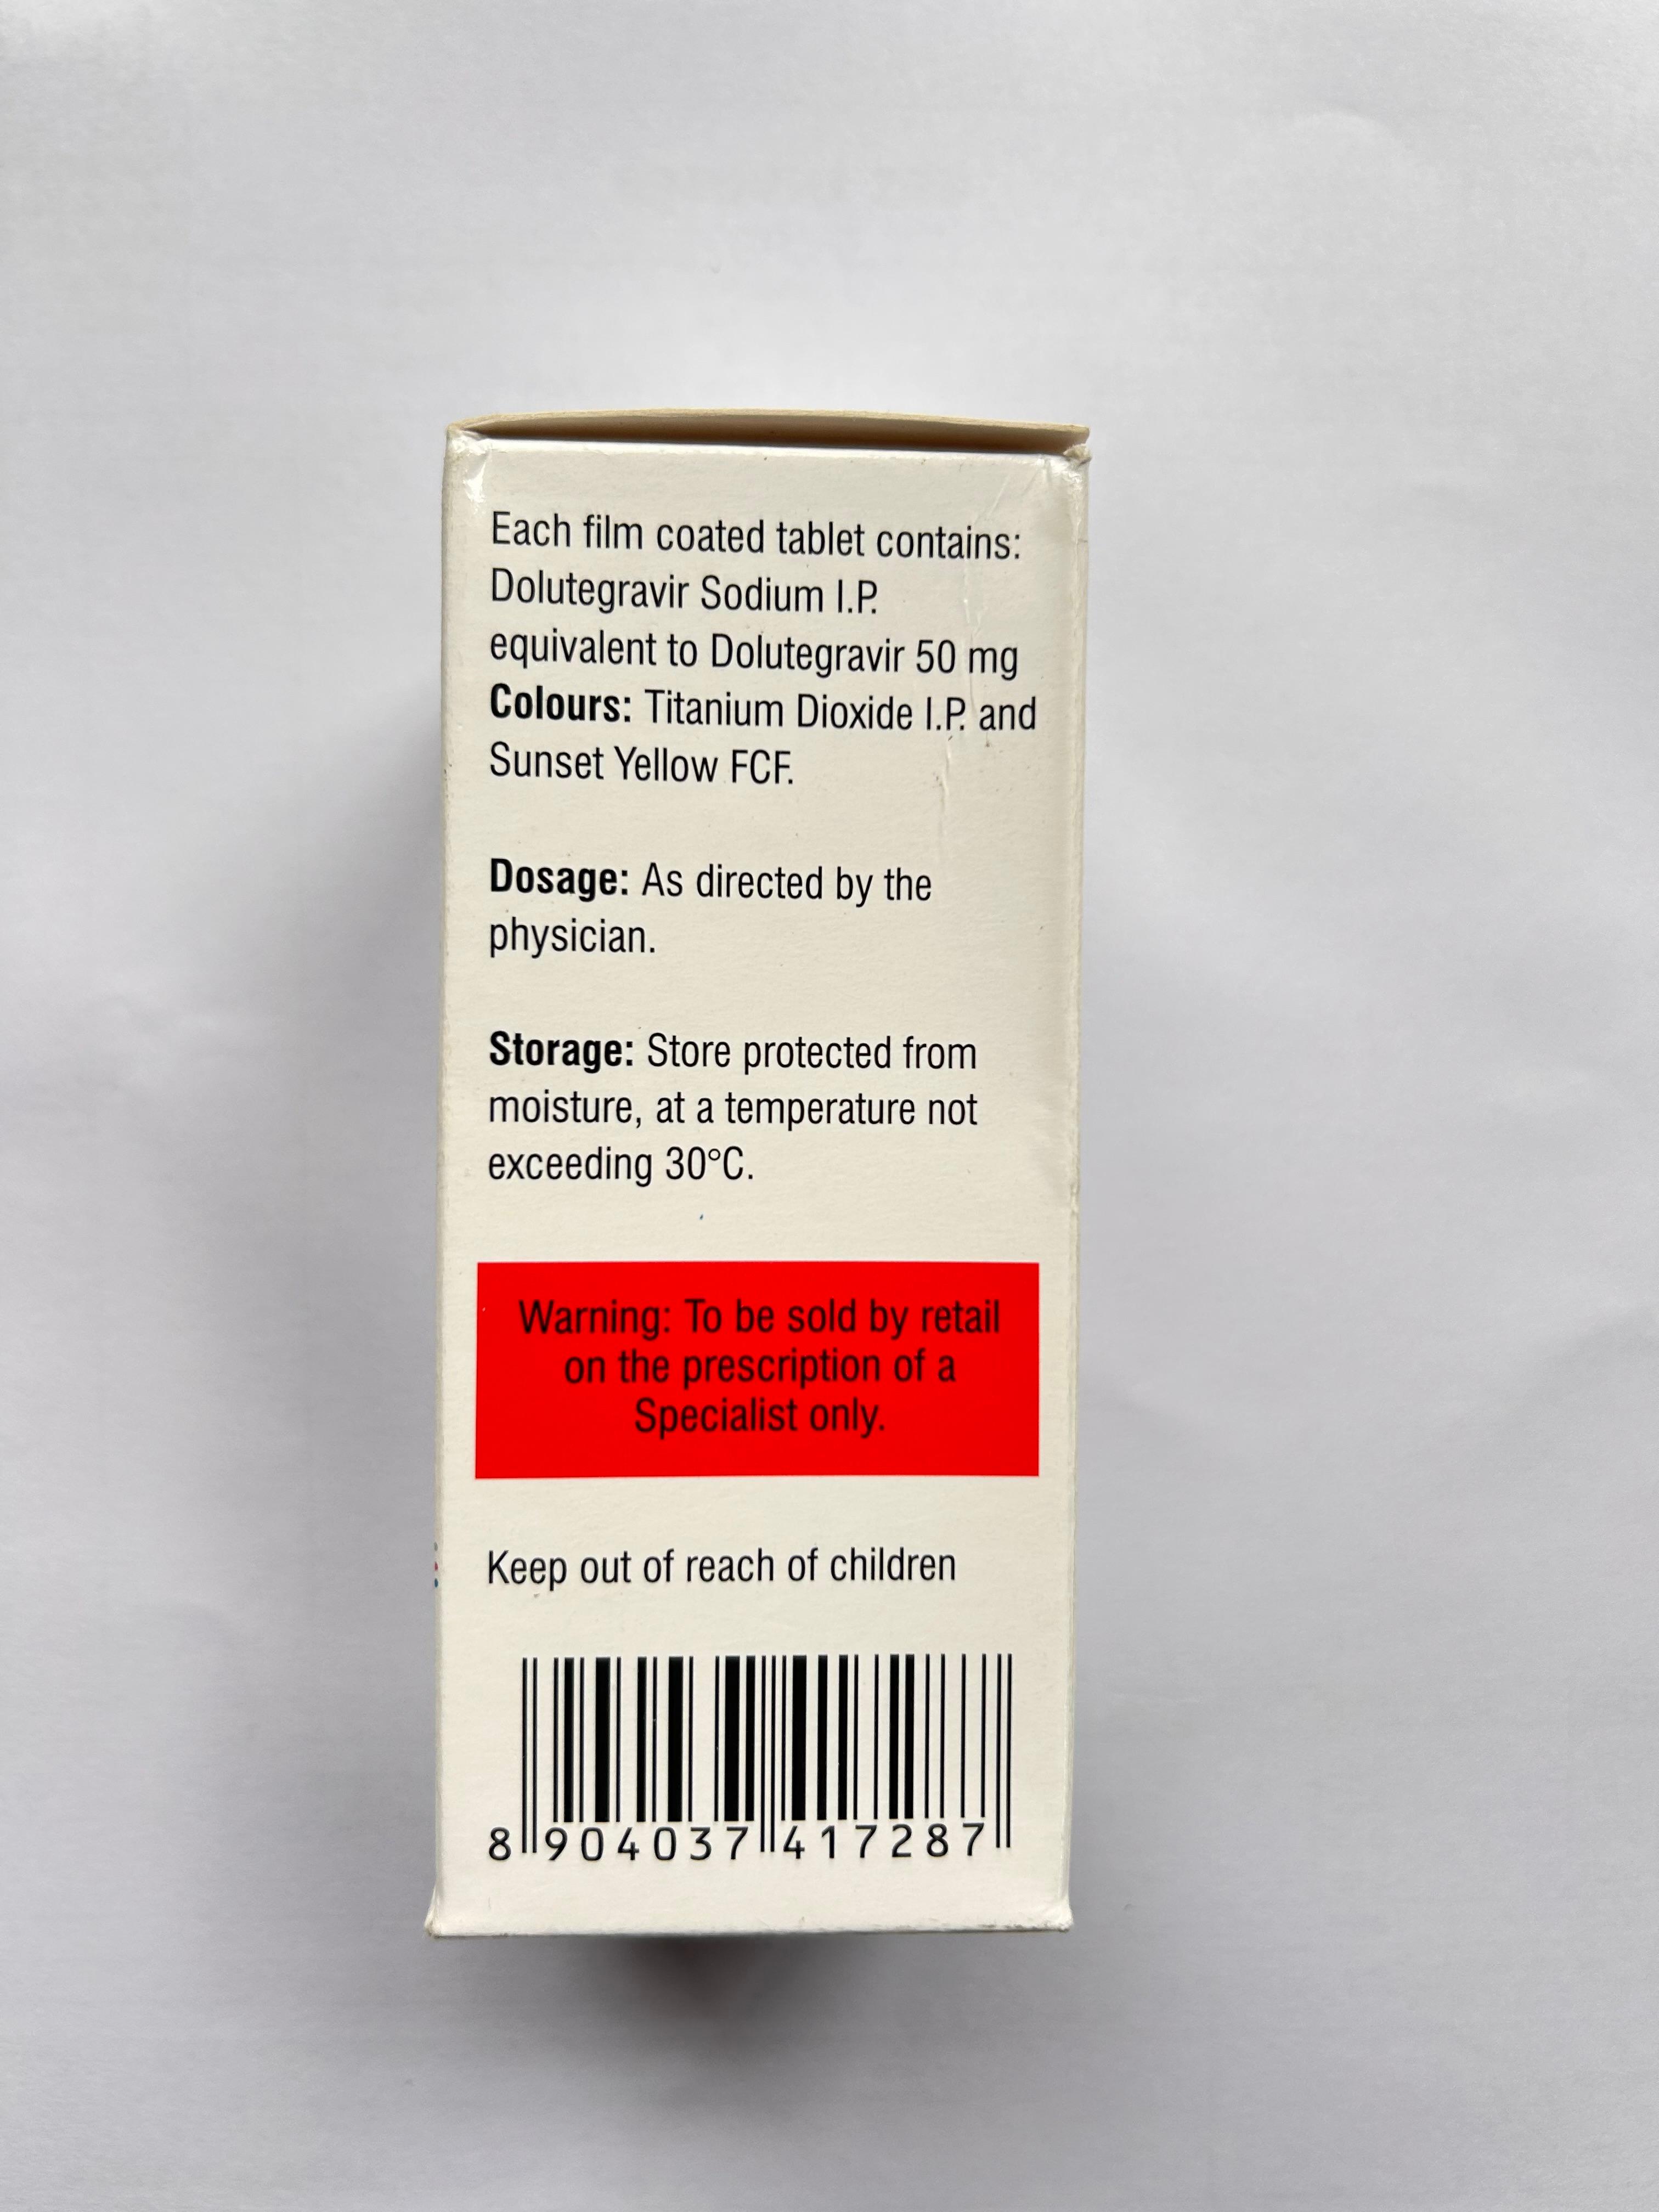 Each film coated tablet contains:
Dolutegravir Sodium I.P.
equivalent to Dolutegravir 50 mg
Colours: Titanium Dioxide I.P. and
Sunset Yellow FCF.
Dosage: As directed by the
physician.
Storage: Store protected from
moisture, at a temperature not
exceeding 30°C.
Warning: To be sold by retail
on the prescription of a
Specialist only.
Keep out of reach of children
8 904037 417287